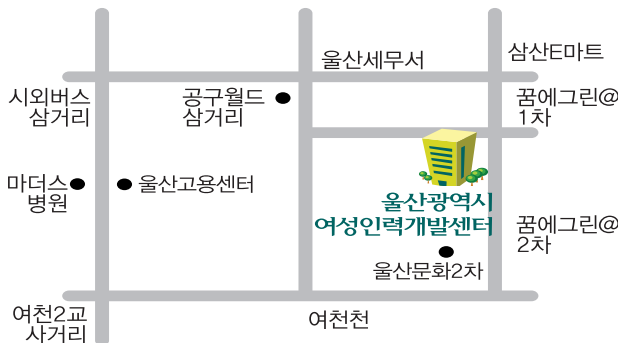 울산세무서
삼산E마트
시외버스
삼거리
공구월드
삼거리
꿈에그린@
1차
마더스
병원
울산고용센터
울산광역시
여성인력개발센터
꿈에그린@
2차
울산문화2차
여천2교
사거리
여천천